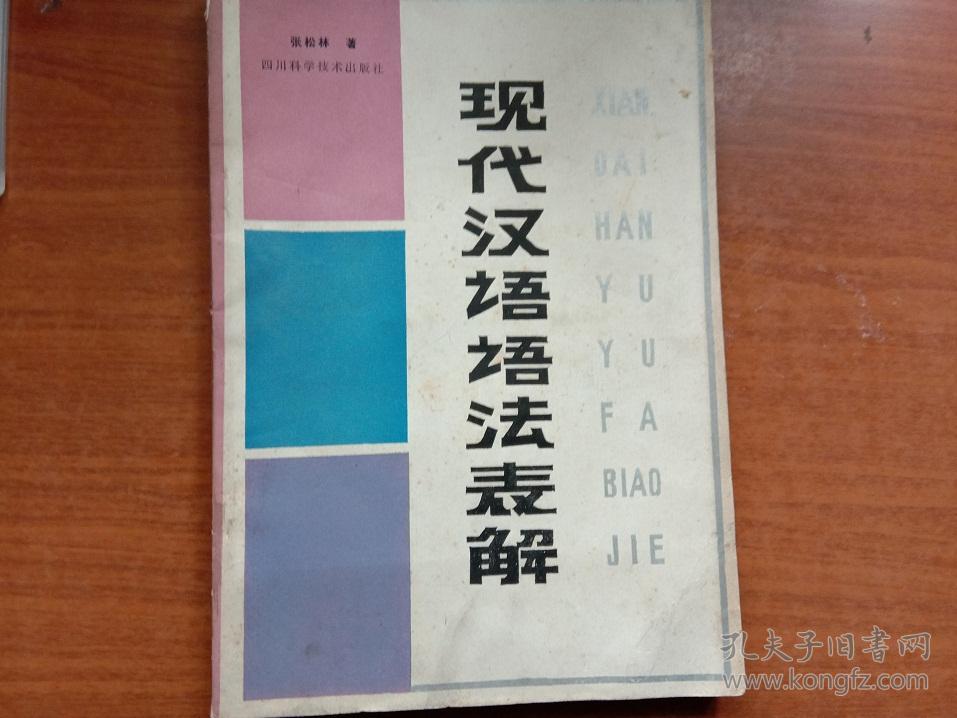 张松林 著
四川科学技术出版社
现代汉语语法表解
XIAN
DAI
HAN
YU
YU
FA
BIAO
JIE
孔夫子旧书网
www.kongfz.com